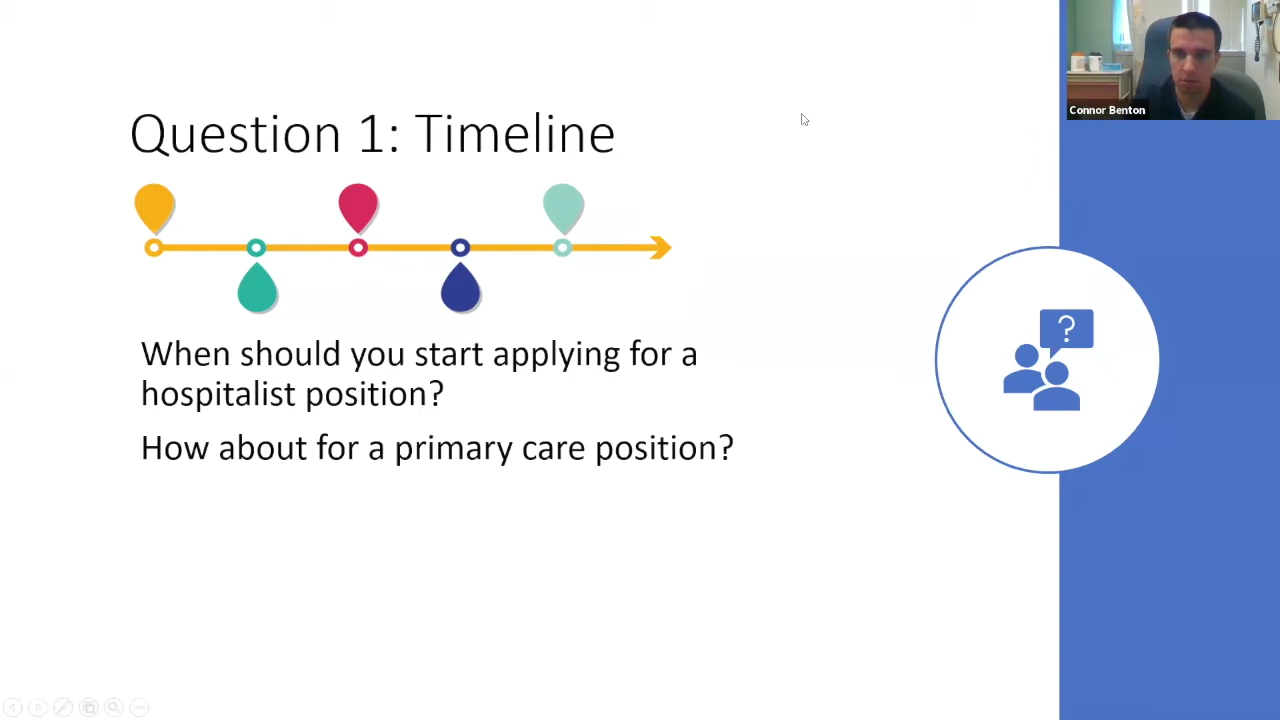 Connor Benton
Question 1: Timeline
?
When should you start applying for a
hospitalist position?
How about for a primary care position?